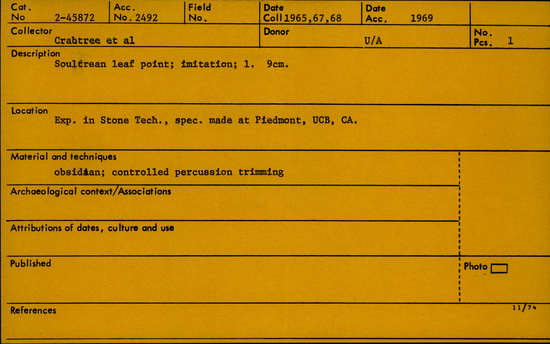 Cat. No 2-45872 Acc. No. 2492 Field No. Date Coll 1965,67,68 Date Acc. 1969
Collector Crabtree et al Donor U/A No. Pcs. 1
Description
Soultrean leaf point; imitation; l. 9cm.
Location
Exp. in Stone Tech., spec. made at Piedmont, UCB, CA.
Material and techniques
obsidian; controlled percussion trimming
Archaeological context/Associations
Attributions of dates, culture and use
Published Photo
References 11/74